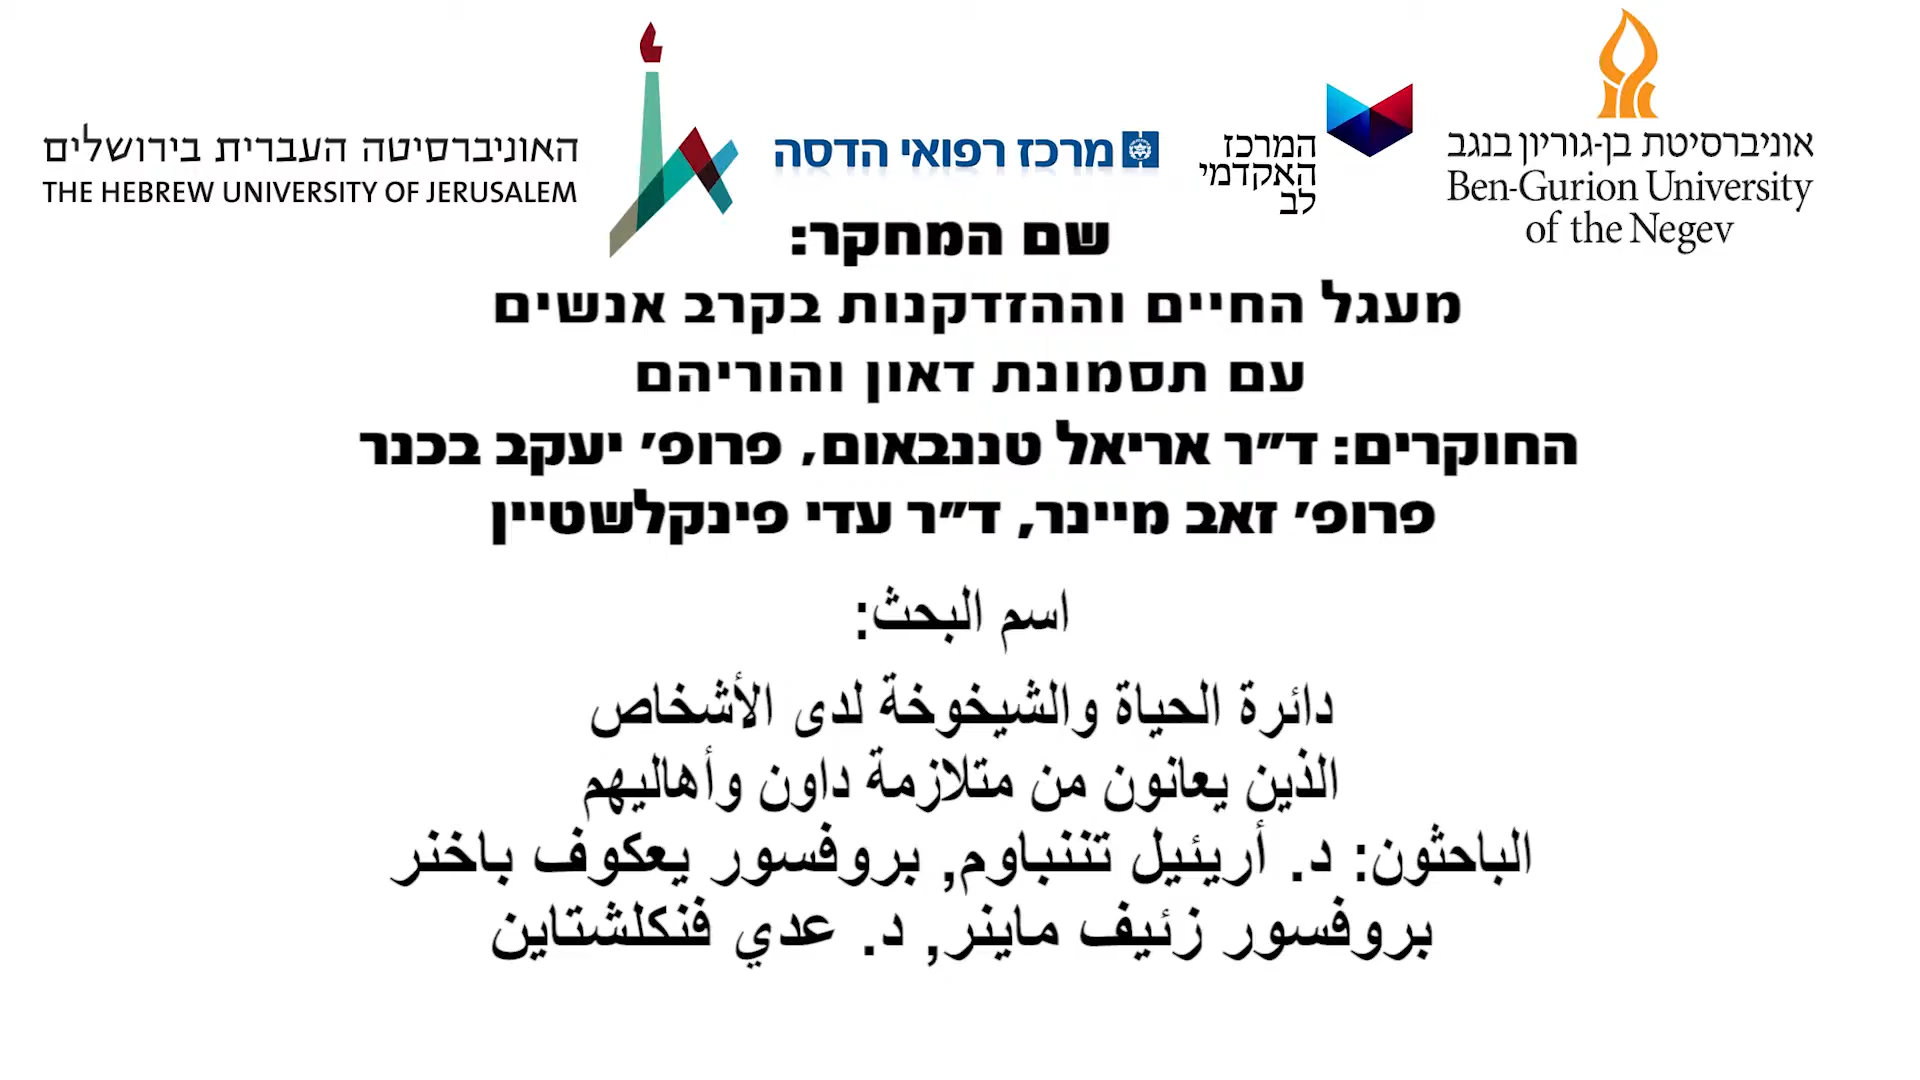 האוניברסיטה העברית בירושלים
THE HEBREW UNIVERSITY OF JERUSALEM
מרכז רפואי הדסה
המרכז
האקדמי
לב
אוניברסיטת בן-גוריון בנגב
Ben-Gurion University
of the Negev
שם המחקר:
מעגל החיים וההזדקנות בקרב אנשים
עם תסמונת דאון והוריהם
החוקרים: ד״ר אריאל טננבאום, פרופ׳ יעקב בכנר
פרופ׳ זאב מיינר, ד״ר עדי פינקלשטיין
اسم البحث:
دائرة الحياة والشيخوخة لدى الأشخاص
الذين يعانون من متلازمة داون وأهاليهم
الباحثون: د. أريئيل تننباوم, بروفسور يعكوف باخنر
بروفسور زئيف ماينر, د. عدي فنكلشتاين